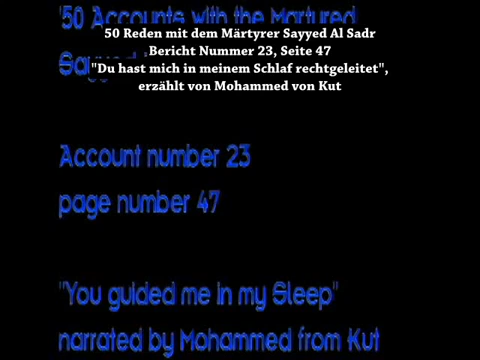 '50 Accounts with the Martyred
Sayyed
50 Reden mit dem Märtyrer Sayyed Al Sadr
Bericht Nummer 23, Seite 47
"Du hast mich in meinem Schlaf rechtgeleitet",
erzählt von Mohammed von Kut
Account number 23
page number 47
"You guided me in my Sleep"
narrated by Mohammed from Kut